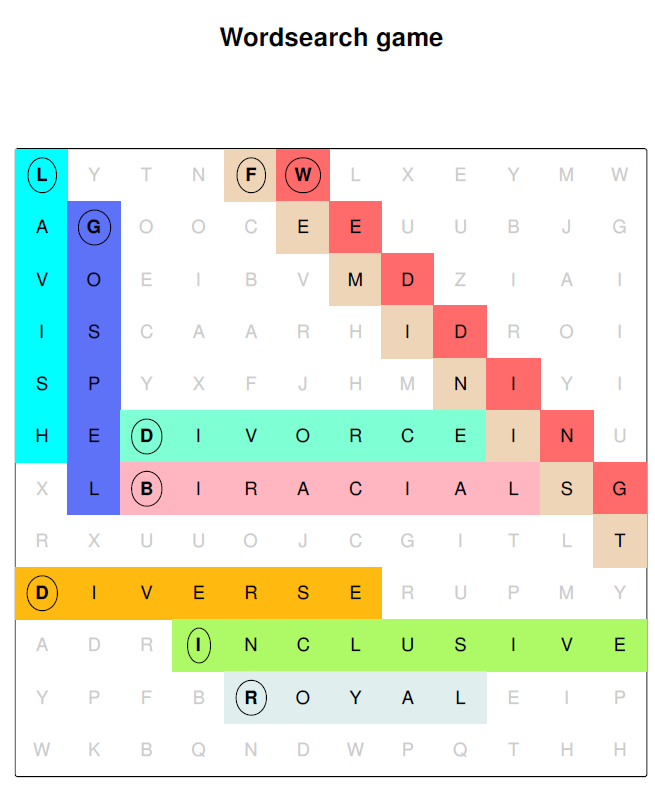 Wordsearch game
L Y T N F W L X E Y M W
A G O O C E E U U B J G
V O E I B V M D Z I A I
I S C A A R H I D R O I
S P Y X F J H M N I Y I
H E D I V O R C E I N U
X L B I R A C I A L S G
R X U U O J C G I T L T
D I V E R S E R U P M Y
A D R I N C L U S I V E
Y P F B R O Y A L E I P
W K B Q N D W P Q T H H